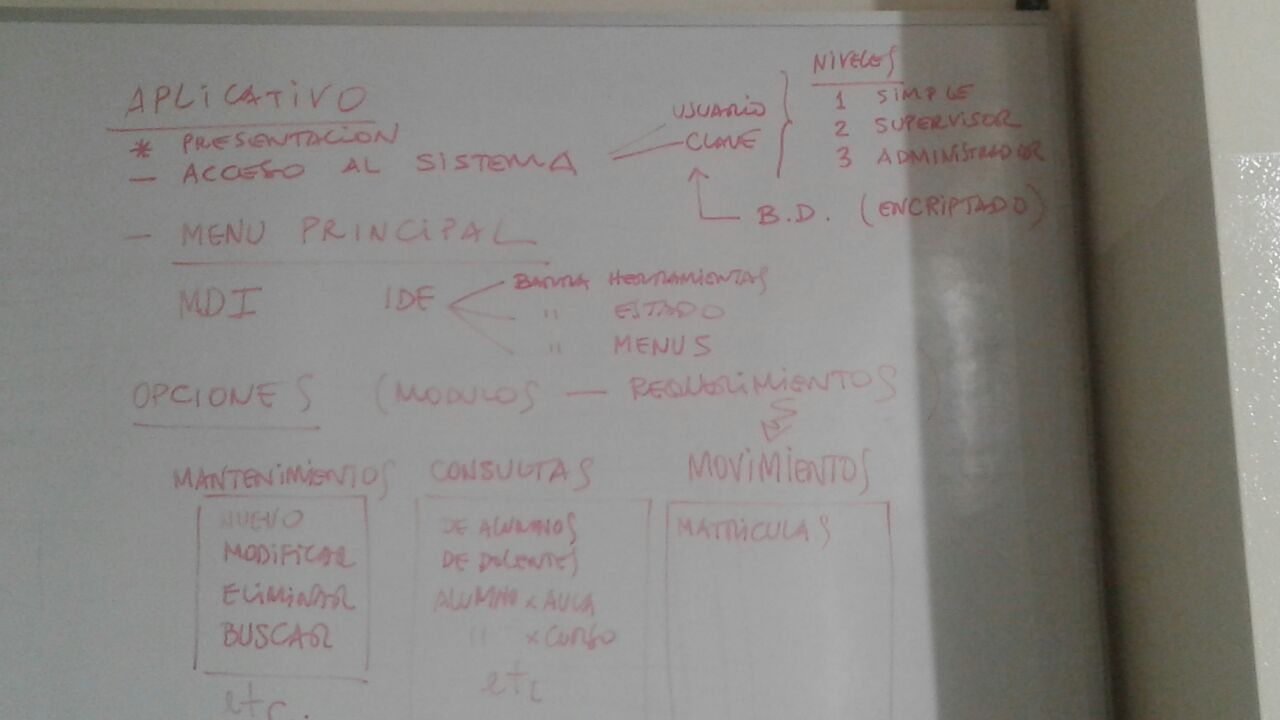 APLICATIVO
* PRESENTACION
— ACCESO AL SISTEMA
USUARIO
CLAVE
NIVELES
1 SIMPLE
2 SUPERVISOR
3 ADMINISTRADOR
B.D. (ENCRIPTADO)
— MENU PRINCIPAL
MDI IDE
BARRA HERRAMIENTAS
" ESTADO
" MENUS
OPCIONES (MODULOS — REQUERIMIENTOS)
MANTENIMIENTOS
NUEVO
MODIFICAR
ELIMINAR
BUSCAR
etc.
CONSULTAS
DE ALUMNOS
DE DOCENTES
ALUMNO x AULA
" x CURSO
etc
MOVIMIENTOS
MATRICULAS